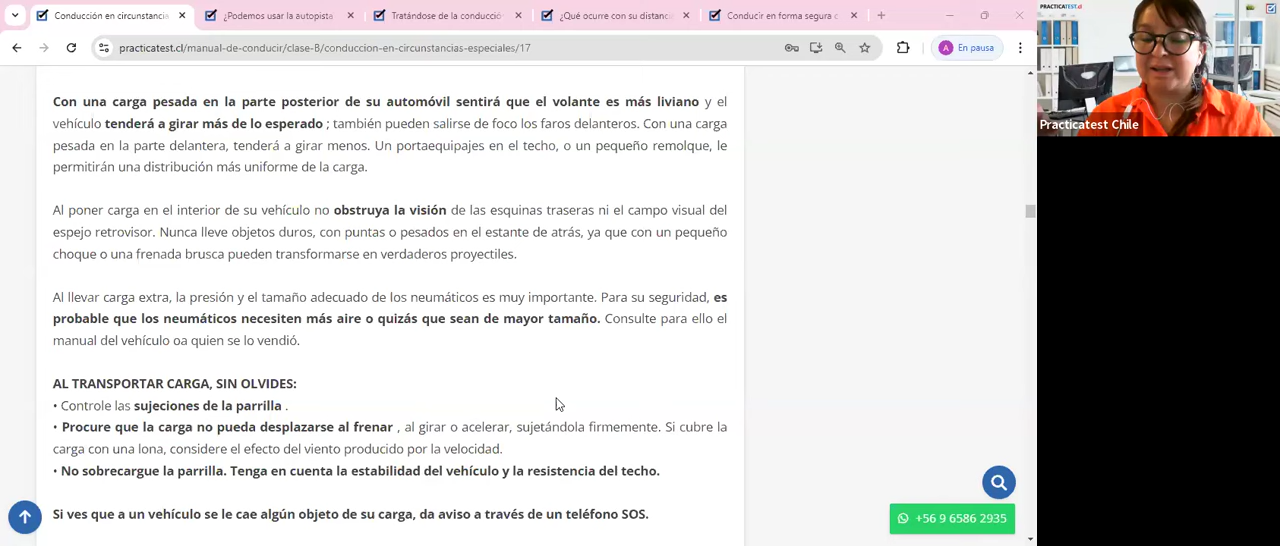 Conducción en circunstancias
¿Podemos usar la autopista
Tratándose de la conducción
¿Qué ocurre con su distanci
Conducir en forma segura c
practicatest.cl/manual-de-conducir/clase-B/conduccion-en-circunstancias-especiales/17
A En pausa
PRACTICATEST.cl
Practicatest Chile
Con una carga pesada en la parte posterior de su automóvil sentirá que el volante es más liviano y el
vehículo tenderá a girar más de lo esperado ; también pueden salirse de foco los faros delanteros. Con una carga
pesada en la parte delantera, tenderá a girar menos. Un portaequipajes en el techo, o un pequeño remolque, le
permitirán una distribución más uniforme de la carga.
Al poner carga en el interior de su vehículo no obstruya la visión de las esquinas traseras ni el campo visual del
espejo retrovisor. Nunca lleve objetos duros, con puntas o pesados en el estante de atrás, ya que con un pequeño
choque o una frenada brusca pueden transformarse en verdaderos proyectiles.
Al llevar carga extra, la presión y el tamaño adecuado de los neumáticos es muy importante. Para su seguridad, es
probable que los neumáticos necesiten más aire o quizás que sean de mayor tamaño. Consulte para ello el
manual del vehículo oa quien se lo vendió.
AL TRANSPORTAR CARGA, SIN OLVIDES:
• Controle las sujeciones de la parrilla .
• Procure que la carga no pueda desplazarse al frenar , al girar o acelerar, sujetándola firmemente. Si cubre la
carga con una lona, considere el efecto del viento producido por la velocidad.
• No sobrecargue la parrilla. Tenga en cuenta la estabilidad del vehículo y la resistencia del techo.
Si ves que a un vehículo se le cae algún objeto de su carga, da aviso a través de un teléfono SOS.
+56 9 6586 2935